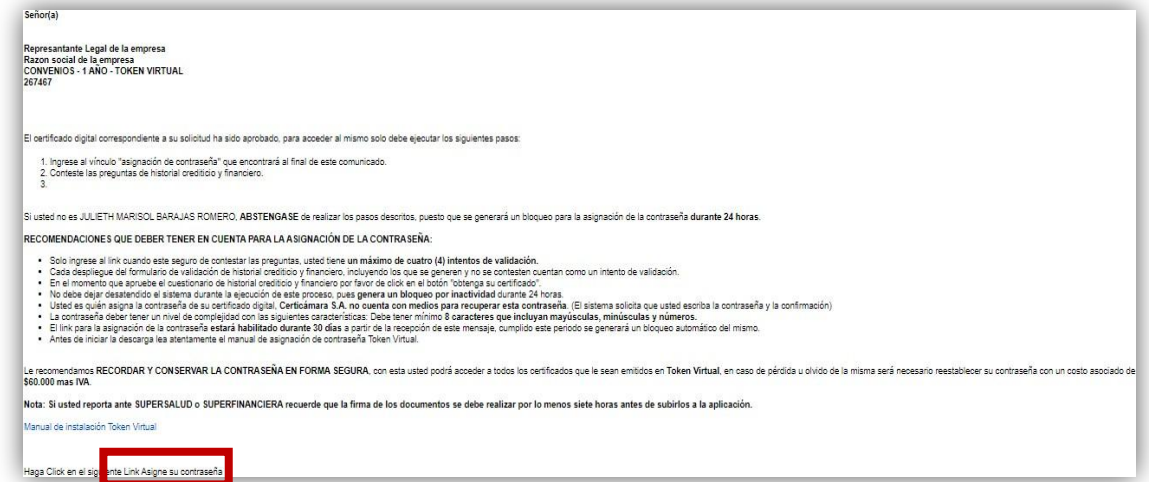 Señor(a)
Represantante Legal de la empresa
Razon social de la empresa
CONVENIOS - 1 AÑO - TOKEN VIRTUAL
267467
El certificado digital correspondiente a su solicitud ha sido aprobado, para acceder al mismo solo debe ejecutar los siguientes pasos:
1. Ingrese al vínculo "asignación de contraseña" que encontrará al final de este comunicado.
2. Conteste las preguntas de historial crediticio y financiero.
3.
Si usted no es JULIETH MARISOL BARAJAS ROMERO, ABSTENGASE de realizar los pasos descritos, puesto que se generará un bloqueo para la asignación de la contraseña durante 24 horas.
RECOMENDACIONES QUE DEBER TENER EN CUENTA PARA LA ASIGNACIÓN DE LA CONTRASEÑA:
• Solo ingrese al link cuando este seguro de contestar las preguntas, usted tiene un máximo de cuatro (4) intentos de validación.
• Cada despliegue del formulario de validación de historial crediticio y financiero, incluyendo los que se generen y no se contesten cuentan como un intento de validación.
• En el momento que apruebe el cuestionario de historial crediticio y financiero por favor de click en el botón "obtenga su certificado".
• No debe dejar desatendido el sistema durante la ejecución de este proceso, pues genera un bloqueo por inactividad durante 24 horas.
• Usted es quién asigna la contraseña de su certificado digital, Certicámara S.A. no cuenta con medios para recuperar esta contraseña. (El sistema solicita que usted escriba la contraseña y la confirmación)
• La contraseña deber tener un nivel de complejidad con las siguientes características: Debe tener mínimo 8 caracteres que incluyan mayúsculas, minúsculas y números.
• El link para la asignación de la contraseña estará habilitado durante 30 días a partir de la recepción de este mensaje, cumplido este periodo se generará un bloqueo automático del mismo.
• Antes de iniciar la descarga lea atentamente el manual de asignación de contraseña Token Virtual.
Le recomendamos RECORDAR Y CONSERVAR LA CONTRASEÑA EN FORMA SEGURA, con esta usted podrá acceder a todos los certificados que le sean emitidos en Token Virtual, en caso de pérdida u olvido de la misma será necesario reestablecer su contraseña con un costo asociado de
$60.000 mas IVA.
Nota: Si usted reporta ante SUPERSALUD o SUPERFINANCIERA recuerde que la firma de los documentos se debe realizar por lo menos siete horas antes de subirlos a la aplicación.
Manual de instalación Token Virtual
Haga Click en el siguiente Link Asigne su contraseña